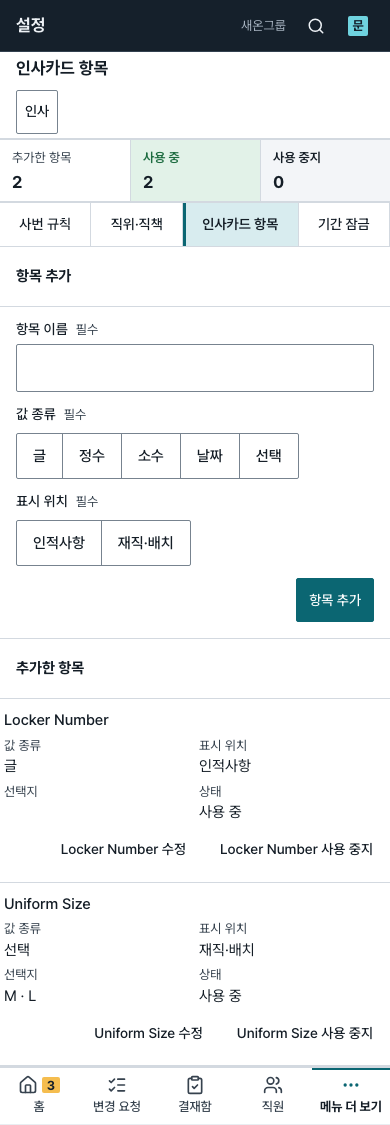 설정
새온그룹
문
인사카드 항목
인사
추가한 항목
사용 중
사용 중지
2
2
0
사번 규칙
직위·직책
인사카드 항목
기간 잠금
항목 추가
항목 이름 필수
값 종류 필수
글
정수
소수
날짜
선택
표시 위치 필수
인적사항
재직·배치
항목 추가
추가한 항목
Locker Number
값 종류
표시 위치
글
인적사항
선택지
상태
사용 중
Locker Number 수정
Locker Number 사용 중지
Uniform Size
값 종류
표시 위치
선택
재직·배치
선택지
상태
M · L
사용 중
Uniform Size 수정
Uniform Size 사용 중지
3
홈
변경 요청
결재함
직원
메뉴 더 보기